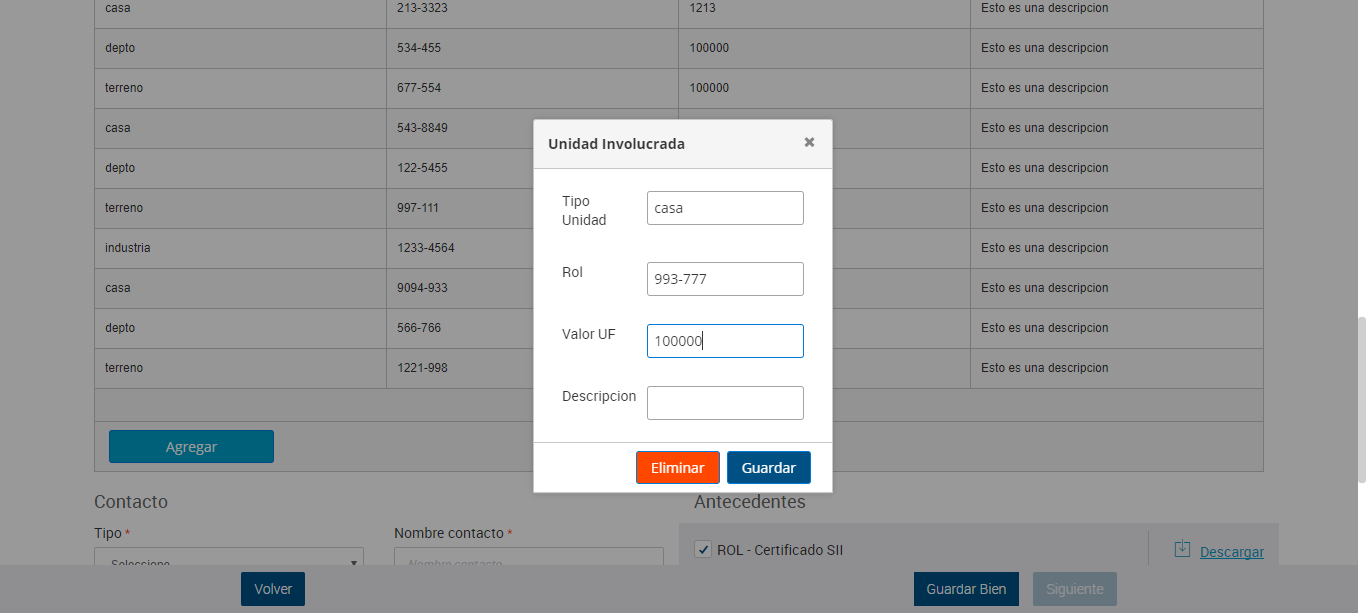 casa 213-3323 1213 Esto es una descripcion
depto 534-455 100000 Esto es una descripcion
terreno 677-554 100000 Esto es una descripcion
casa 543-8849 Esto es una descripcion
depto 122-5455 Esto es una descripcion
terreno 997-111 Esto es una descripcion
industria 1233-4564 Esto es una descripcion
casa 9094-933 Esto es una descripcion
depto 566-766 Esto es una descripcion
terreno 1221-998 Esto es una descripcion
Agregar
Unidad Involucrada ×
Tipo Unidad casa
Rol 993-777
Valor UF 100000
Descripcion
Eliminar Guardar
Contacto Antecedentes
Tipo * Nombre contacto *
Seleccione Nombre contacto
ROL - Certificado SII Descargar
Volver Guardar Bien Siguiente